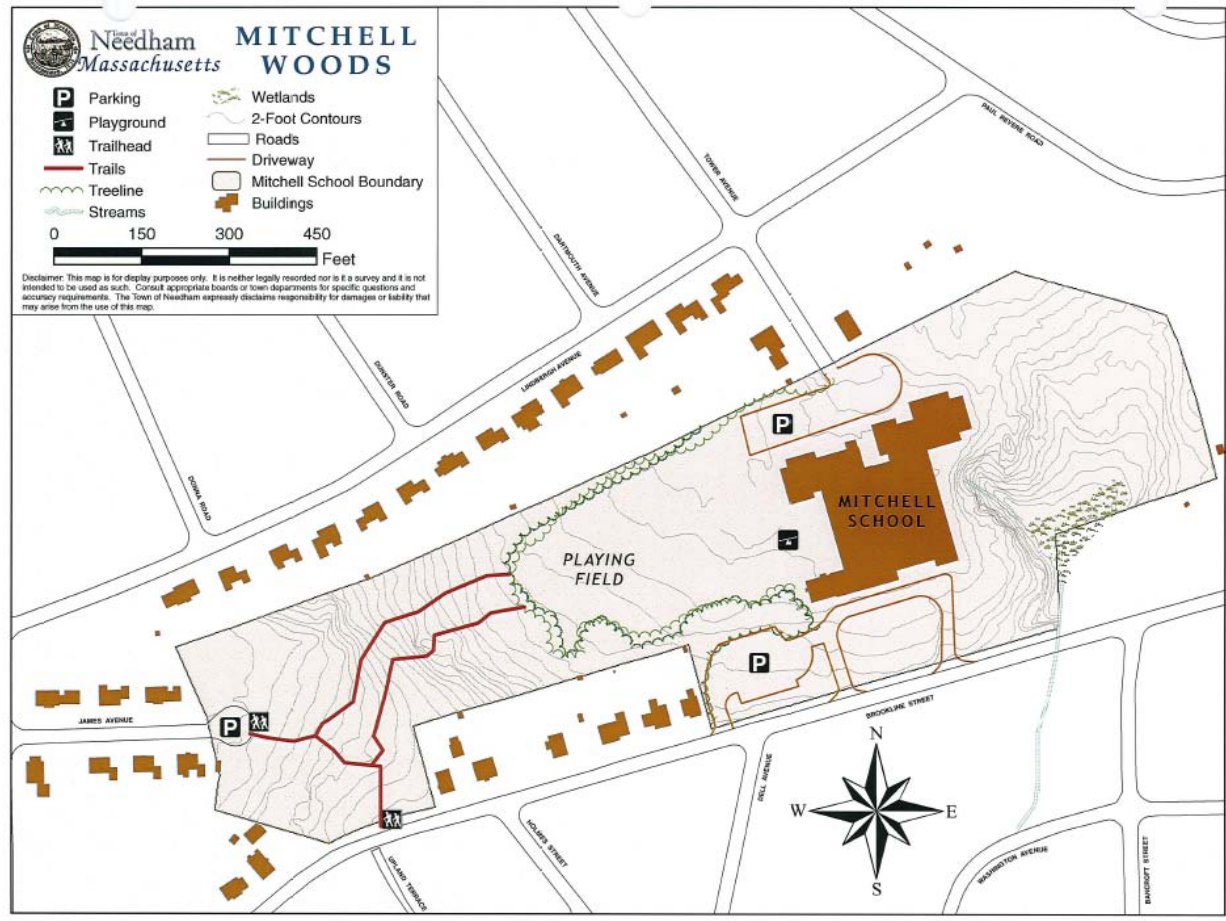 Town of
Needham
Massachusetts
MITCHELL
WOODS
P Parking
Playground
Trailhead
Trails
Treeline
Streams
Wetlands
2-Foot Contours
Roads
Driveway
Mitchell School Boundary
Buildings
0 150 300 450
Feet
Disclaimer: This map is for display purposes only. It is neither legally recorded nor is it a survey and it is not
intended to be used as such. Consult appropriate boards or town departments for specific questions and
accuracy requirements. The Town of Needham expressly disclaims responsibility for damages or liability that
may arise from the use of this map.
PAUL REVERE ROAD
TOWER AVENUE
DARTMOUTH AVENUE
LINDBERGH AVENUE
DUNSTER ROAD
DONNA ROAD
P
MITCHELL
SCHOOL
PLAYING
FIELD
P
P
JAMES AVENUE
BROOKLINE STREET
DELL AVENUE
HOLMES STREET
UPLAND TERRACE
WASHINGTON AVENUE
BANCROFT STREET
N
W E
S